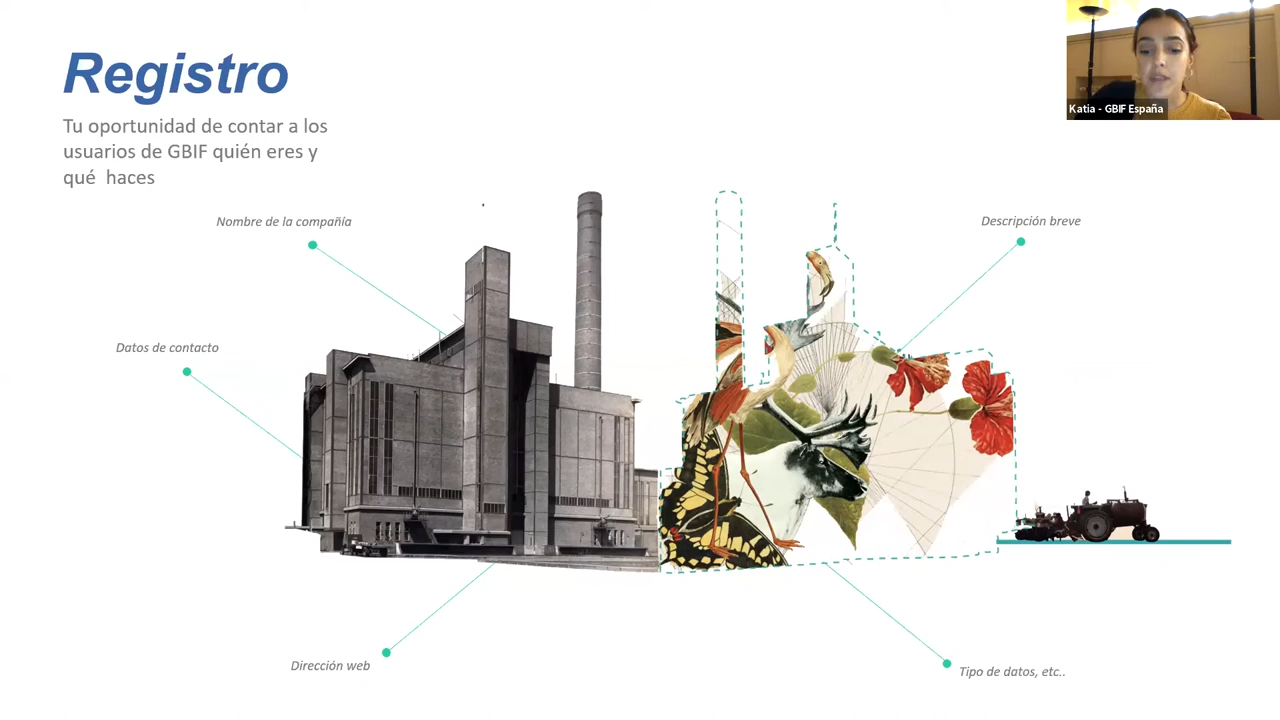 Registro
Tu oportunidad de contar a los
usuarios de GBIF quién eres y
qué haces
Katia - GBIF España
Nombre de la compañia
Descripción breve
Datos de contacto
Dirección web
Tipo de datos, etc..